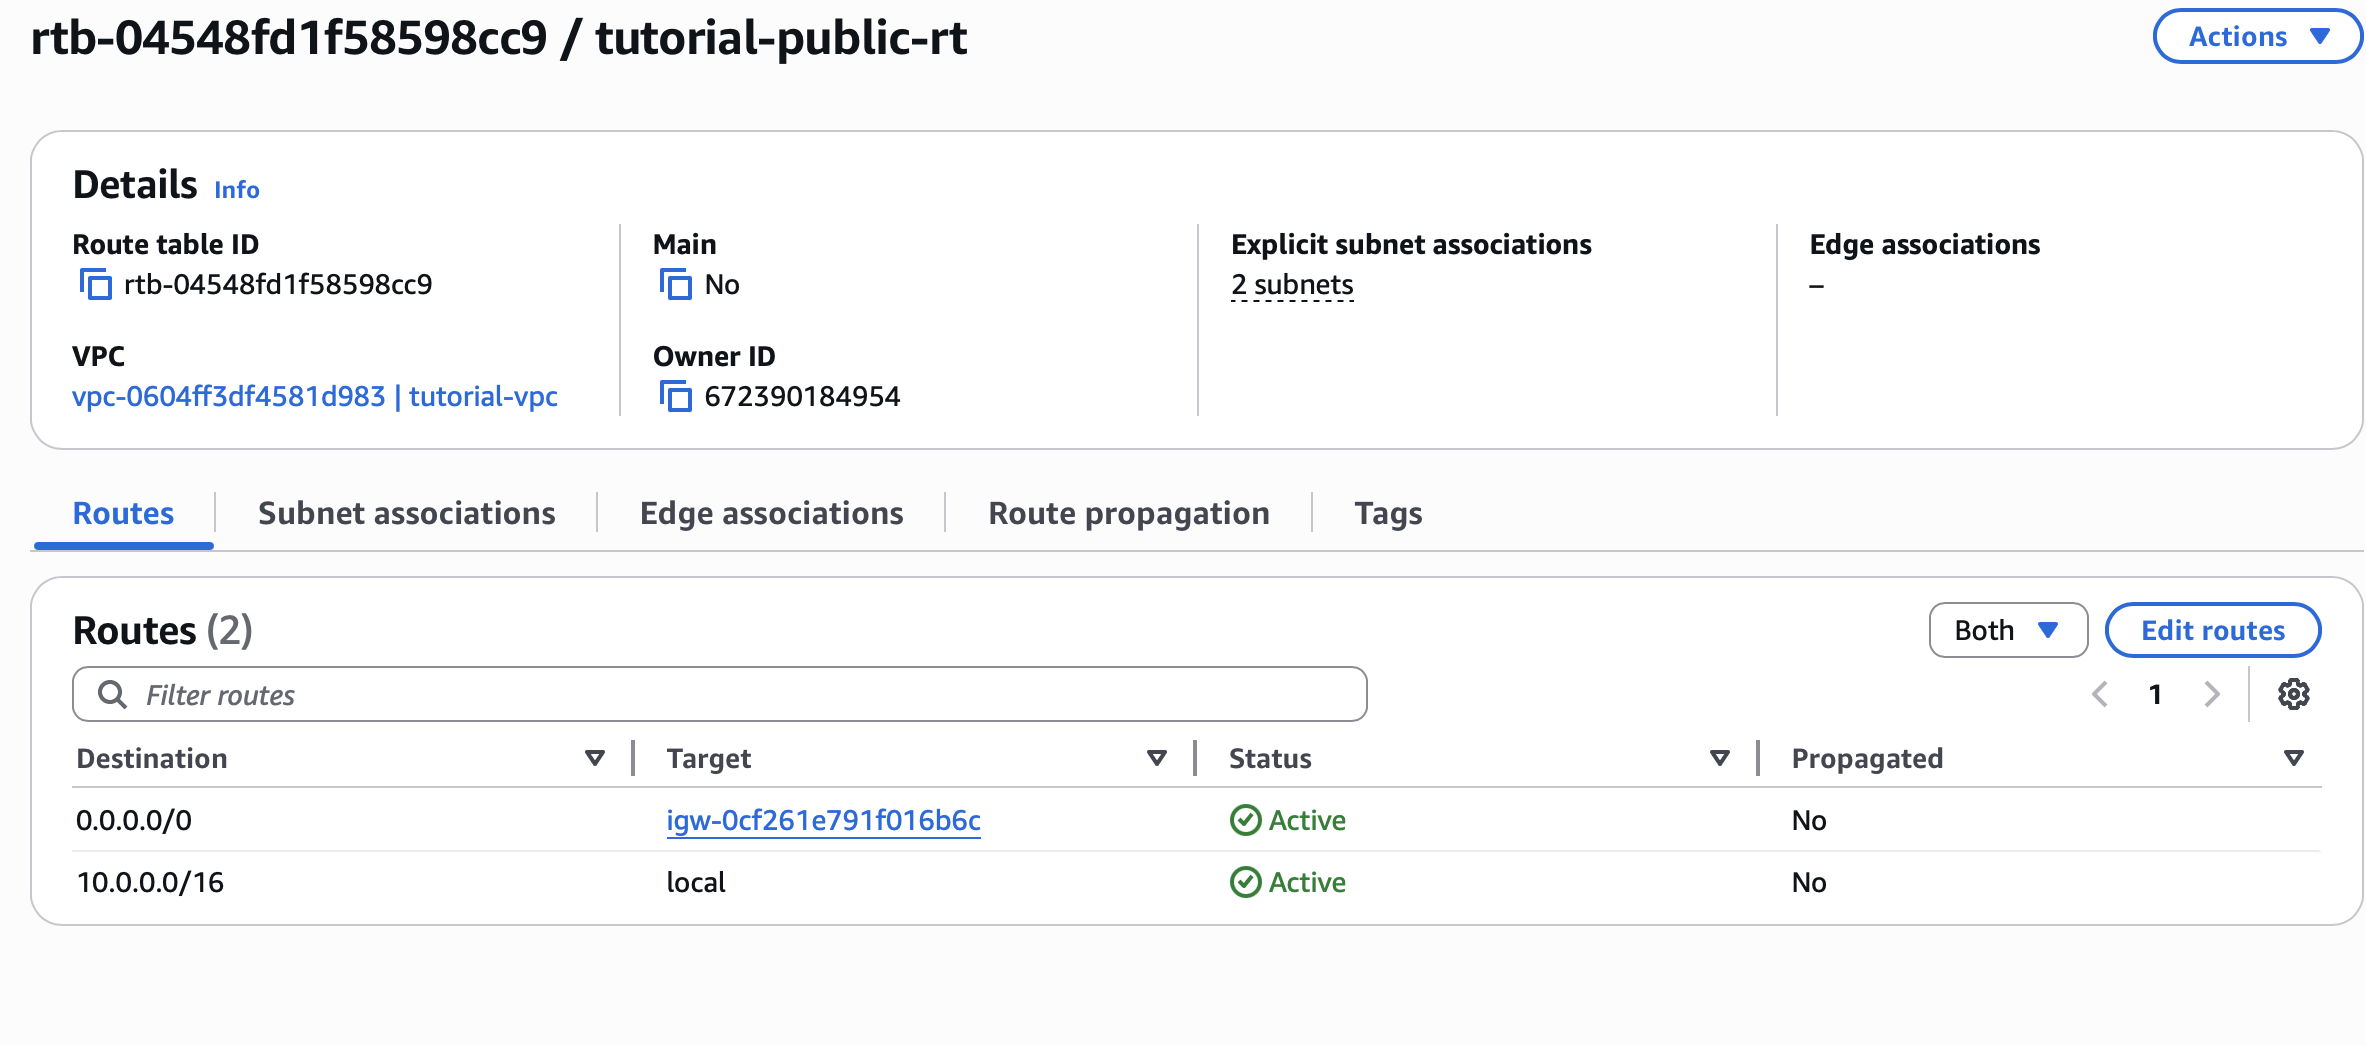 rtb-04548fd1f58598cc9 / tutorial-public-rt
Actions
Details Info
Route table ID
rtb-04548fd1f58598cc9
Main
No
Explicit subnet associations
2 subnets
Edge associations
–
VPC
vpc-0604ff3df4581d983 | tutorial-vpc
Owner ID
672390184954
Routes
Subnet associations
Edge associations
Route propagation
Tags
Routes (2)
Both
Edit routes
Filter routes
1
Destination Target Status Propagated
0.0.0.0/0 igw-0cf261e791f016b6c Active No
10.0.0.0/16 local Active No